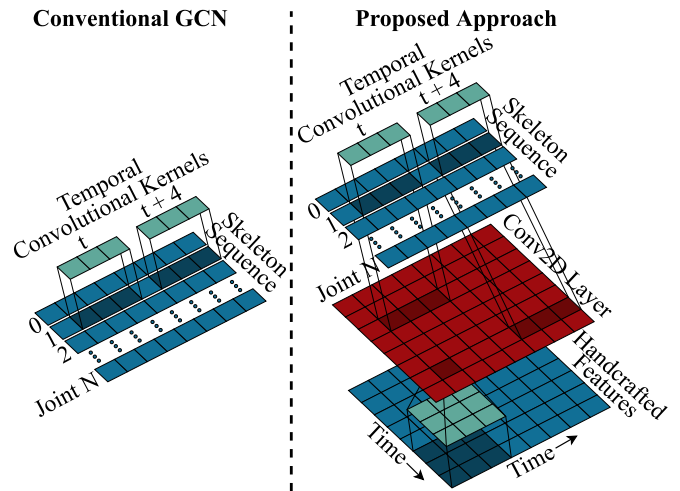 Conventional GCN
Temporal
Convolutional Kernels
t
t + 4
Skeleton
Sequence
0
1
2
Joint N
Proposed Approach
Temporal
Convolutional Kernels
t
t + 4
Skeleton
Sequence
0
1
2
Joint N
Conv2D Layer
Handcrafted
Features
Time
Time